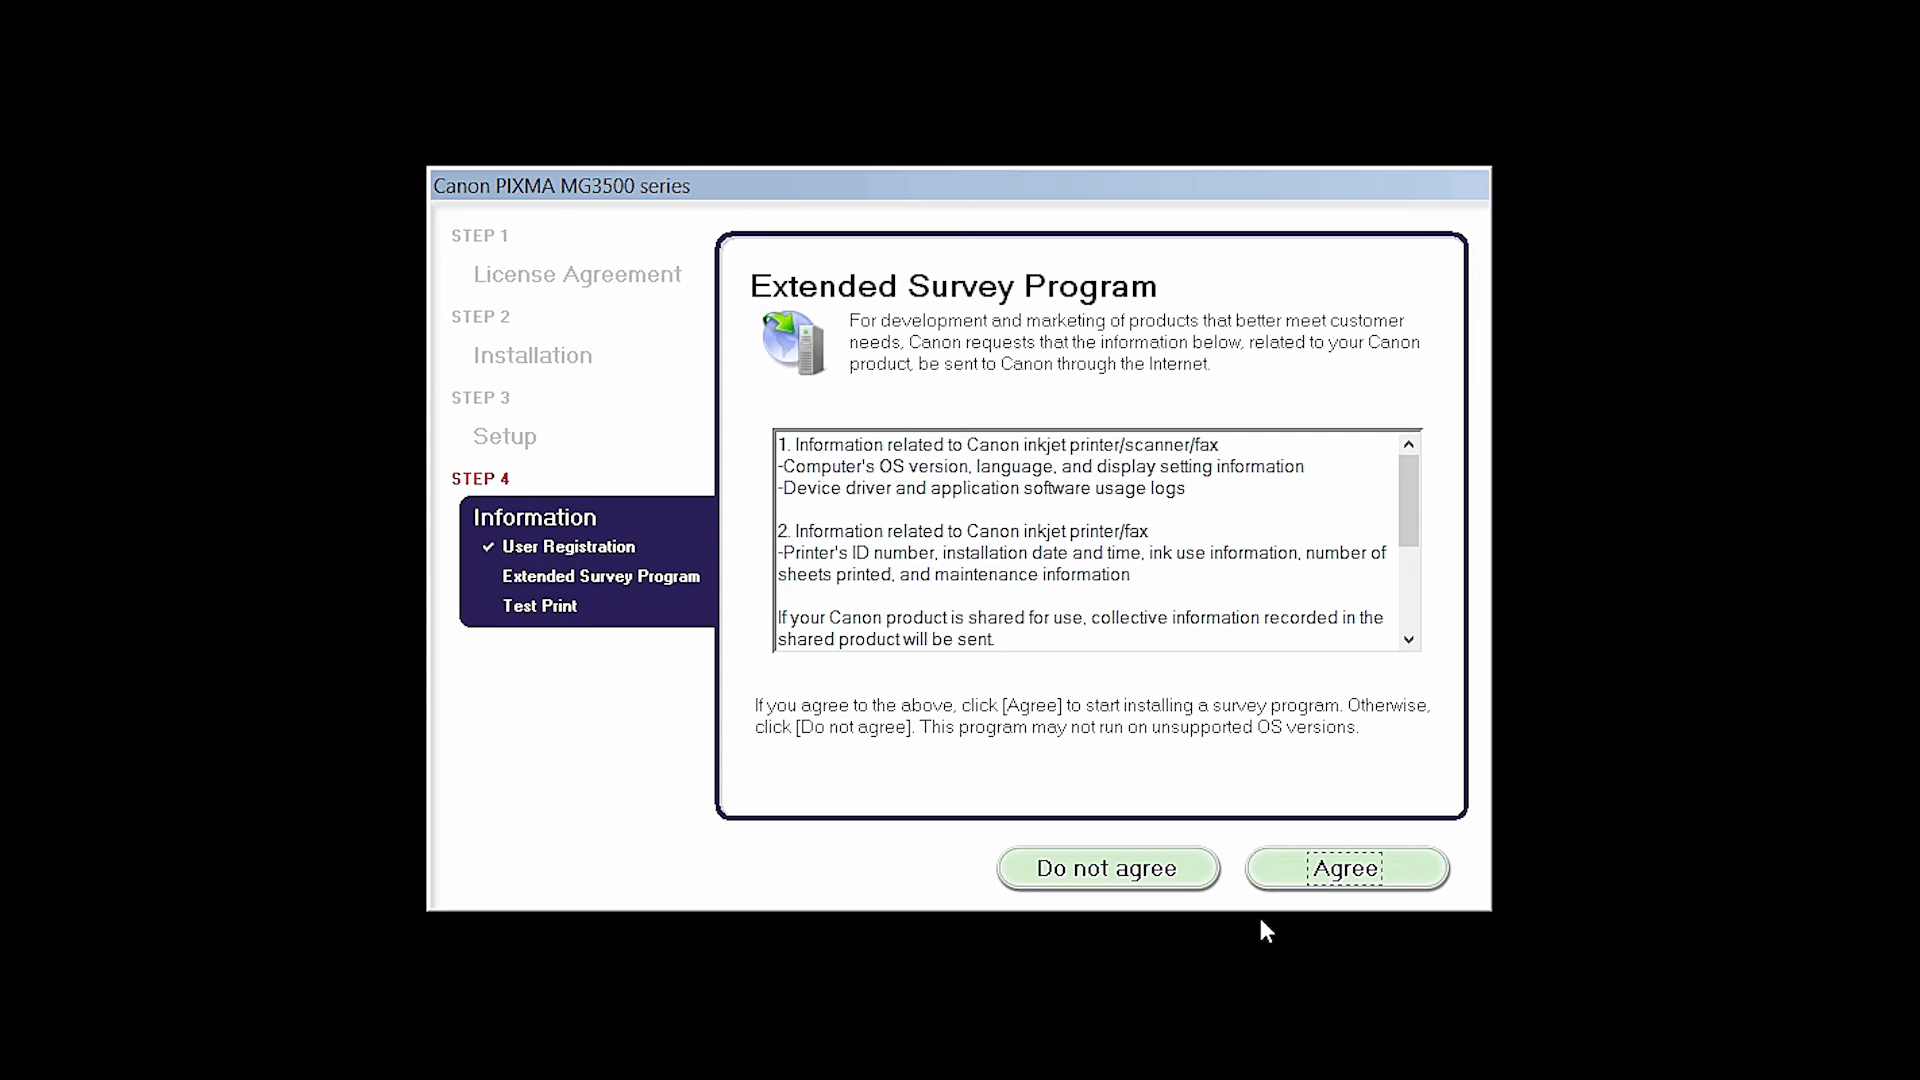 Canon PIXMA MG3500 series
STEP 1
License Agreement
STEP 2
Installation
STEP 3
Setup
STEP 4
Information
User Registration
Extended Survey Program
Test Print
Extended Survey Program
For development and marketing of products that better meet customer
needs, Canon requests that the information below, related to your Canon
product, be sent to Canon through the Internet.
1. Information related to Canon inkjet printer/scanner/fax
-Computer's OS version, language, and display setting information
-Device driver and application software usage logs
2. Information related to Canon inkjet printer/fax
-Printer's ID number, installation date and time, ink use information, number of
sheets printed, and maintenance information
If your Canon product is shared for use, collective information recorded in the
shared product will be sent.
If you agree to the above, click [Agree] to start installing a survey program. Otherwise,
click [Do not agree]. This program may not run on unsupported OS versions.
Do not agree
Agree